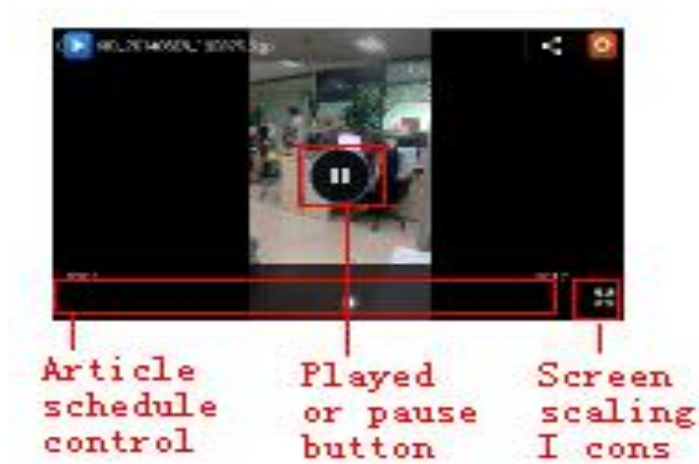 Article
schedule
control
Played
or pause
button
Screen
scaling
I cons